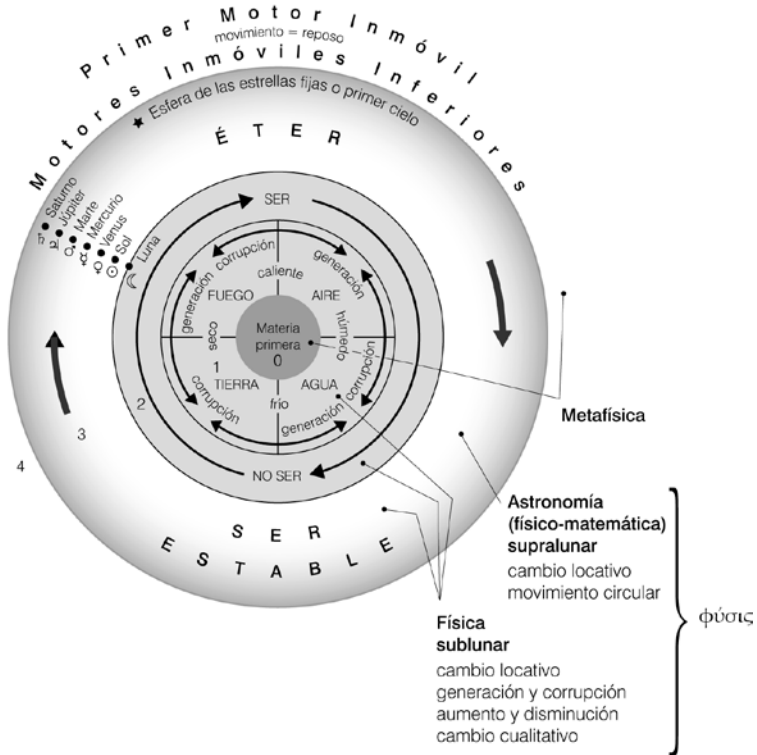 Primer Motor Inmóvil
movimiento = reposo
Motores Inmóviles Inferiores
★ Esfera de las estrellas fijas o primer cielo
ÉTER
♄ Saturno
♃ Júpiter
♂ Marte
☿ Mercurio
♀ Venus
☉ Sol
☾ Luna
SER
corrupción
generación
caliente
generación
FUEGO
AIRE
seco
Materia
primera
0
húmedo
1
TIERRA
AGUA
corrupción
corrupción
frío
generación
2
3
4
NO SER
SER
ESTABLE
Metafísica
Astronomía
(físico-matemática)
supralunar
cambio locativo
movimiento circular
φύσις
Física
sublunar
cambio locativo
generación y corrupción
aumento y disminución
cambio cualitativo